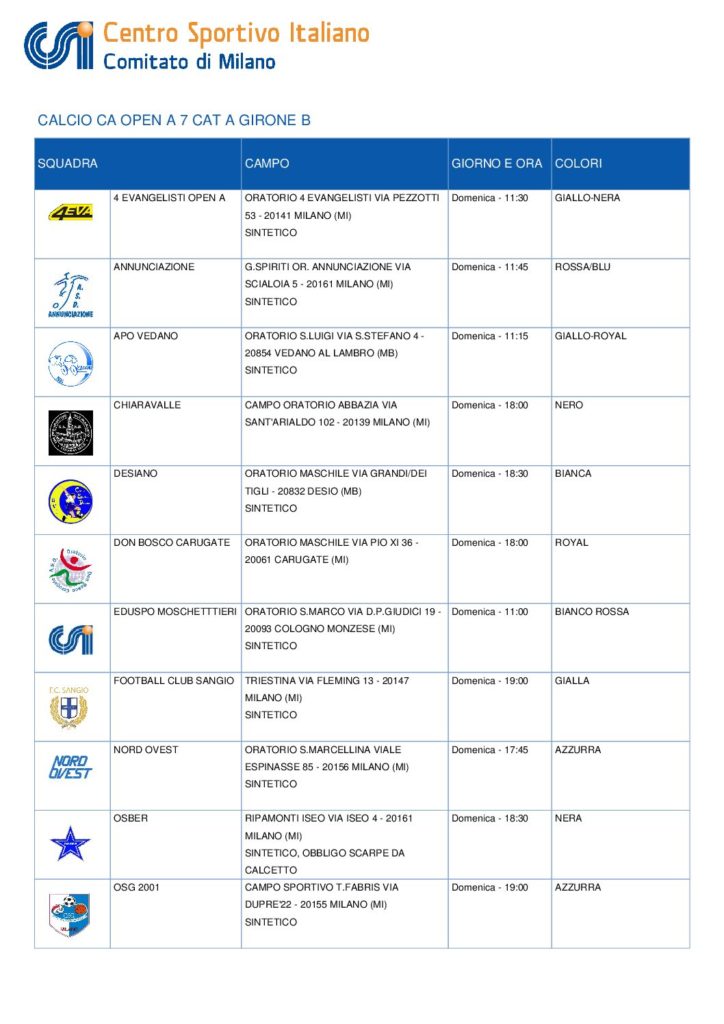 CSI Centro Sportivo Italiano
Comitato di Milano
CALCIO CA OPEN A 7 CAT A GIRONE B
SQUADRA CAMPO GIORNO E ORA COLORI
4EVA 4 EVANGELISTI OPEN A ORATORIO 4 EVANGELISTI VIA PEZZOTTI Domenica - 11:30 GIALLO-NERA
53 - 20141 MILANO (MI)
SINTETICO
ANNUNCIAZIONE G.SPIRITI OR. ANNUNCIAZIONE VIA Domenica - 11:45 ROSSA/BLU
SCIALOIA 5 - 20161 MILANO (MI)
SINTETICO
A.S.D.
ANNUNCIAZIONE
APO VEDANO ORATORIO S.LUIGI VIA S.STEFANO 4 - Domenica - 11:15 GIALLO-ROYAL
20854 VEDANO AL LAMBRO (MB)
SINTETICO
CHIARAVALLE CAMPO ORATORIO ABBAZIA VIA Domenica - 18:00 NERO
SANT'ARIALDO 102 - 20139 MILANO (MI)
DESIANO ORATORIO MASCHILE VIA GRANDI/DEI Domenica - 18:30 BIANCA
TIGLI - 20832 DESIO (MB)
SINTETICO
DON BOSCO CARUGATE ORATORIO MASCHILE VIA PIO XI 36 - Domenica - 18:00 ROYAL
20061 CARUGATE (MI)
EDUSPO MOSCHETTTIERI ORATORIO S.MARCO VIA D.P.GIUDICI 19 - Domenica - 11:00 BIANCO ROSSA
20093 COLOGNO MONZESE (MI)
CSI SINTETICO
FOOTBALL CLUB SANGIO TRIESTINA VIA FLEMING 13 - 20147 Domenica - 19:00 GIALLA
F.C. SANGIO MILANO (MI)
SINTETICO
NORD OVEST ORATORIO S.MARCELLINA VIALE Domenica - 17:45 AZZURRA
NORD OVEST ESPINASSE 85 - 20156 MILANO (MI)
SINTETICO
OSBER RIPAMONTI ISEO VIA ISEO 4 - 20161 Domenica - 18:30 NERA
MILANO (MI)
SINTETICO, OBBLIGO SCARPE DA
CALCETTO
OSG 2001 CAMPO SPORTIVO T.FABRIS VIA Domenica - 19:00 AZZURRA
DUPRE'22 - 20155 MILANO (MI)
SINTETICO
MILANO